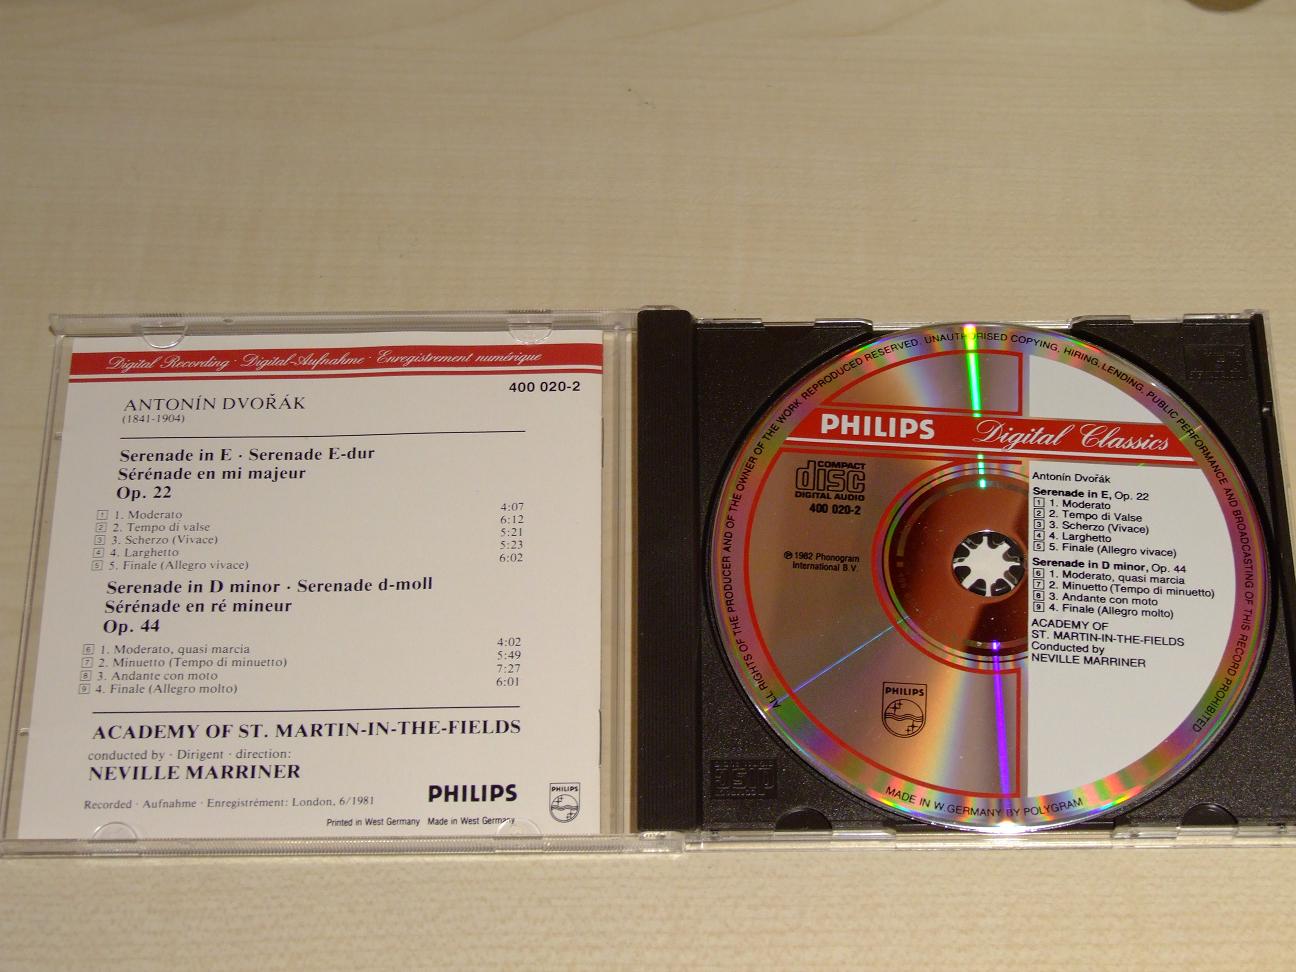 Digital Recording · Digital-Aufnahme · Enregistrement numérique
400 020-2
ANTONÍN DVOŘÁK
(1841-1904)
Serenade in E · Serenade E-dur
Sérénade en mi majeur
Op. 22
1 1. Moderato 4:07
2 2. Tempo di valse 6:12
3 3. Scherzo (Vivace) 5:21
4 4. Larghetto 5:23
5 5. Finale (Allegro vivace) 6:02
Serenade in D minor · Serenade d-moll
Sérénade en ré mineur
Op. 44
6 1. Moderato, quasi marcia 4:02
7 2. Minuetto (Tempo di minuetto) 5:49
8 3. Andante con moto 7:27
9 4. Finale (Allegro molto) 6:01
ACADEMY OF ST. MARTIN-IN-THE-FIELDS
conducted by · Dirigent · direction:
NEVILLE MARRINER
Recorded · Aufnahme · Enregistrément: London, 6/1981
PHILIPS
PHILIPS
Printed in West Germany Made in West Germany
ALL RIGHTS OF THE PRODUCER AND OF THE OWNER OF THE WORK REPRODUCED RESERVED. UNAUTHORISED COPYING, HIRING, LENDING, PUBLIC PERFORMANCE AND BROADCASTING OF THIS RECORD PROHIBITED
PHILIPS Digital Classics
COMPACT
disc
DIGITAL AUDIO
400 020-2
℗ 1982 Phonogram
International B.V.
PHILIPS
Antonín Dvořák
Serenade in E, Op. 22
1 1. Moderato
2 2. Tempo di Valse
3 3. Scherzo (Vivace)
4 4. Larghetto
5 5. Finale (Allegro vivace)
Serenade in D minor, Op. 44
6 1. Moderato, quasi marcia
7 2. Minuetto (Tempo di minuetto)
8 3. Andante con moto
9 4. Finale (Allegro molto)
ACADEMY OF
ST. MARTIN-IN-THE-FIELDS
Conducted by
NEVILLE MARRINER
MADE IN W.GERMANY BY POLYGRAM